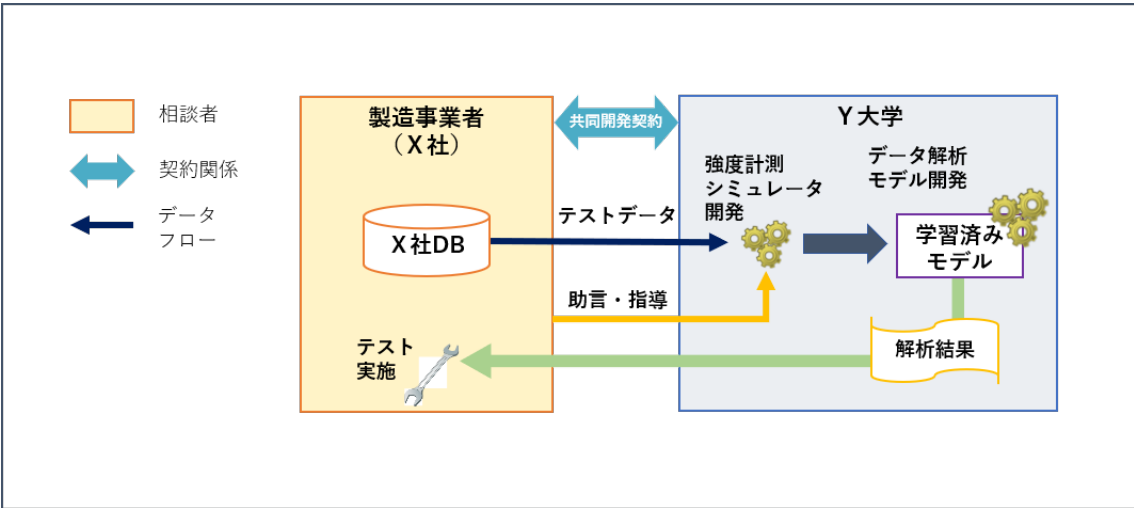 相談者
契約関係
データ
フロー
製造事業者
（X社）
共同開発契約
Y大学
X社DB
テストデータ
強度計測
シミュレータ
開発
データ解析
モデル開発
学習済み
モデル
助言・指導
テスト
実施
解析結果